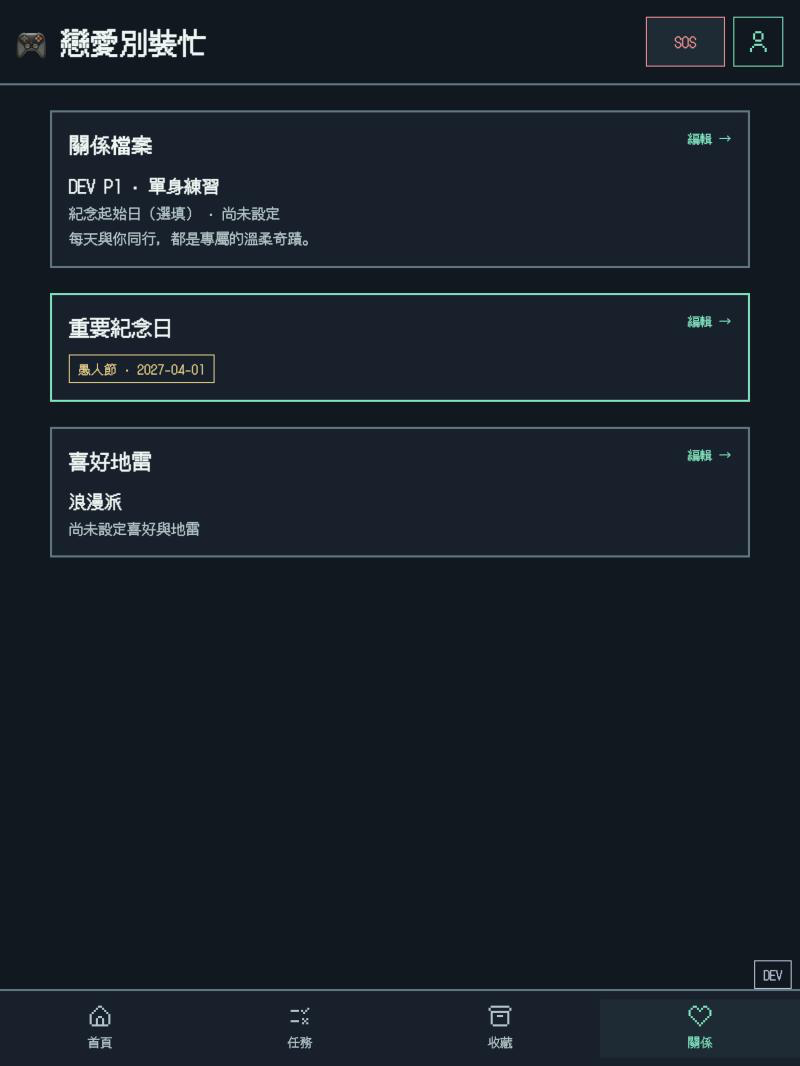 戀愛別裝忙
SOS
關係檔案
編輯 →
DEV P1 · 單身練習
紀念起始日（選填） · 尚未設定
每天與你同行，都是專屬的溫柔奇蹟。
重要紀念日
編輯 →
愚人節 · 2027-04-01
喜好地雷
編輯 →
浪漫派
尚未設定喜好與地雷
DEV
首頁
任務
收藏
關係